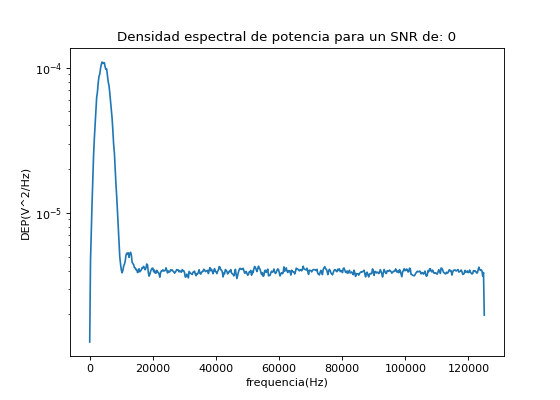 Densidad espectral de potencia para un SNR de: 0
10^-4
10^-5
DEP(V^2/Hz)
0 20000 40000 60000 80000 100000 120000
frequencia(Hz)